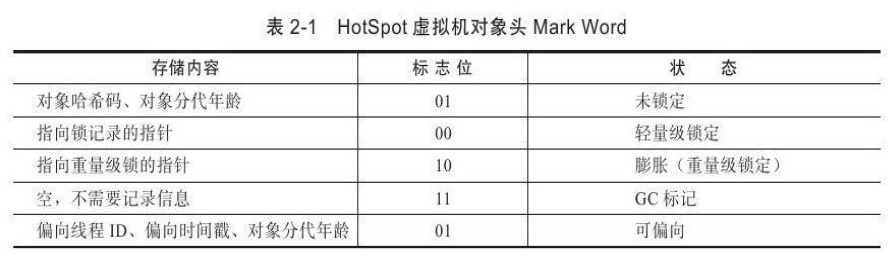 表 2-1 HotSpot 虚拟机对象头 Mark Word
存储内容 标志位 状 态
对象哈希码、对象分代年龄 01 未锁定
指向锁记录的指针 00 轻量级锁定
指向重量级锁的指针 10 膨胀（重量级锁定）
空，不需要记录信息 11 GC 标记
偏向线程 ID、偏向时间戳、对象分代年龄 01 可偏向